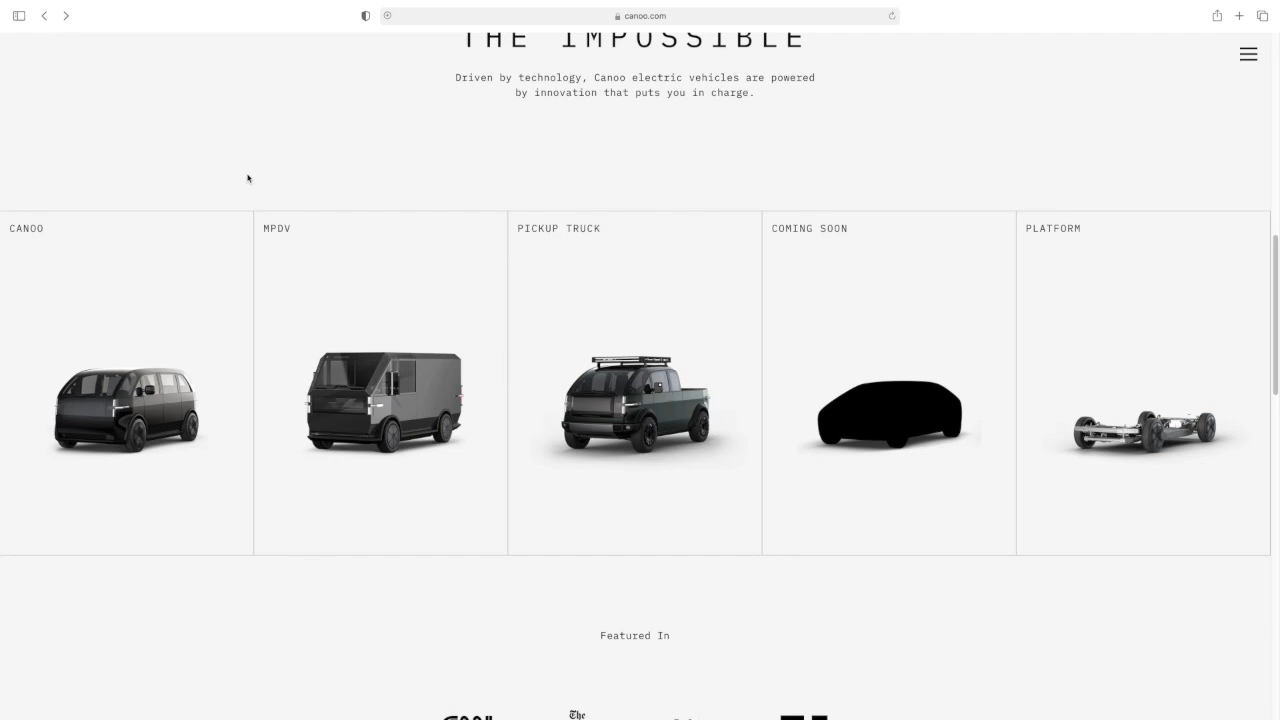 canoo.com
THE IMPOSSIBLE
Driven by technology, Canoo electric vehicles are powered
by innovation that puts you in charge.
CANOO
MPDV
PICKUP TRUCK
COMING SOON
PLATFORM
Featured In
The